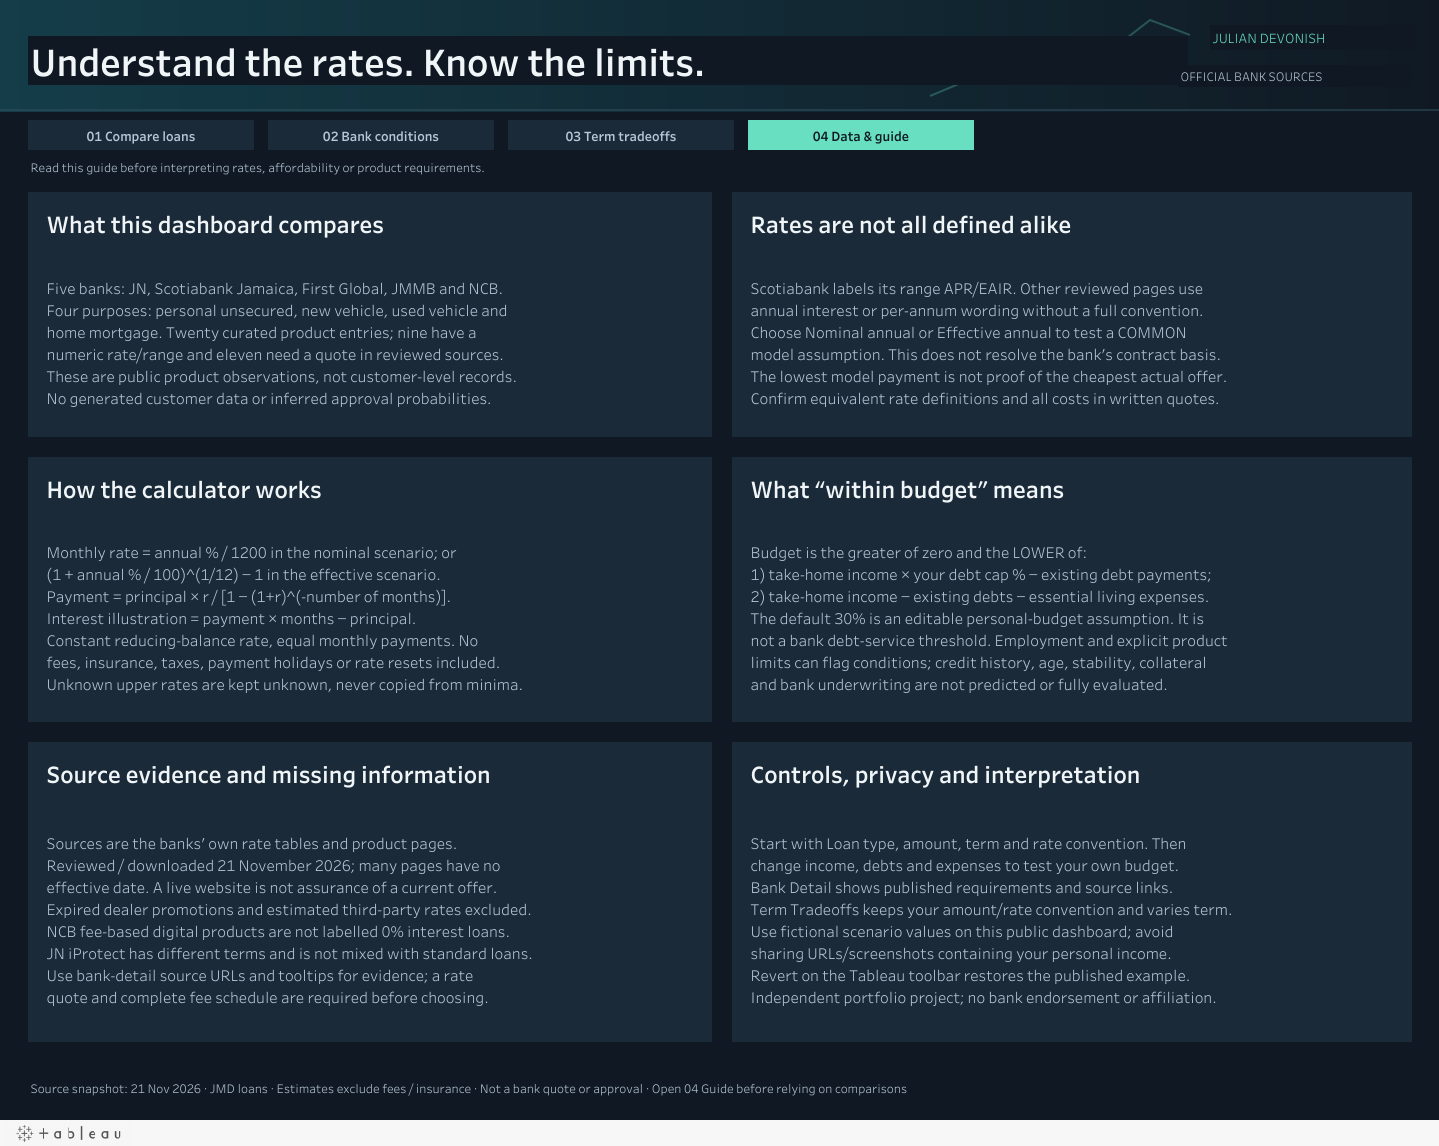 Understand the rates. Know the limits.
JULIAN DEVONISH
OFFICIAL BANK SOURCES
01 Compare loans
02 Bank conditions
03 Term tradeoffs
04 Data & guide
Read this guide before interpreting rates, affordability or product requirements.
What this dashboard compares
Five banks: JN, Scotiabank Jamaica, First Global, JMMB and NCB.
Four purposes: personal unsecured, new vehicle, used vehicle and
home mortgage. Twenty curated product entries; nine have a
numeric rate/range and eleven need a quote in reviewed sources.
These are public product observations, not customer-level records.
No generated customer data or inferred approval probabilities.
Rates are not all defined alike
Scotiabank labels its range APR/EAIR. Other reviewed pages use
annual interest or per-annum wording without a full convention.
Choose Nominal annual or Effective annual to test a COMMON
model assumption. This does not resolve the bank’s contract basis.
The lowest model payment is not proof of the cheapest actual offer.
Confirm equivalent rate definitions and all costs in written quotes.
How the calculator works
Monthly rate = annual % / 1200 in the nominal scenario; or
(1 + annual % / 100)^(1/12) − 1 in the effective scenario.
Payment = principal × r / [1 − (1+r)^(-number of months)].
Interest illustration = payment × months − principal.
Constant reducing-balance rate, equal monthly payments. No
fees, insurance, taxes, payment holidays or rate resets included.
Unknown upper rates are kept unknown, never copied from minima.
What “within budget” means
Budget is the greater of zero and the LOWER of:
1) take-home income × your debt cap % − existing debt payments;
2) take-home income − existing debts − essential living expenses.
The default 30% is an editable personal-budget assumption. It is
not a bank debt-service threshold. Employment and explicit product
limits can flag conditions; credit history, age, stability, collateral
and bank underwriting are not predicted or fully evaluated.
Source evidence and missing information
Sources are the banks’ own rate tables and product pages.
Reviewed / downloaded 21 November 2026; many pages have no
effective date. A live website is not assurance of a current offer.
Expired dealer promotions and estimated third-party rates excluded.
NCB fee-based digital products are not labelled 0% interest loans.
JN iProtect has different terms and is not mixed with standard loans.
Use bank-detail source URLs and tooltips for evidence; a rate
quote and complete fee schedule are required before choosing.
Controls, privacy and interpretation
Start with Loan type, amount, term and rate convention. Then
change income, debts and expenses to test your own budget.
Bank Detail shows published requirements and source links.
Term Tradeoffs keeps your amount/rate convention and varies term.
Use fictional scenario values on this public dashboard; avoid
sharing URLs/screenshots containing your personal income.
Revert on the Tableau toolbar restores the published example.
Independent portfolio project; no bank endorsement or affiliation.
Source snapshot: 21 Nov 2026 · JMD loans · Estimates exclude fees / insurance · Not a bank quote or approval · Open 04 Guide before relying on comparisons
+ableau